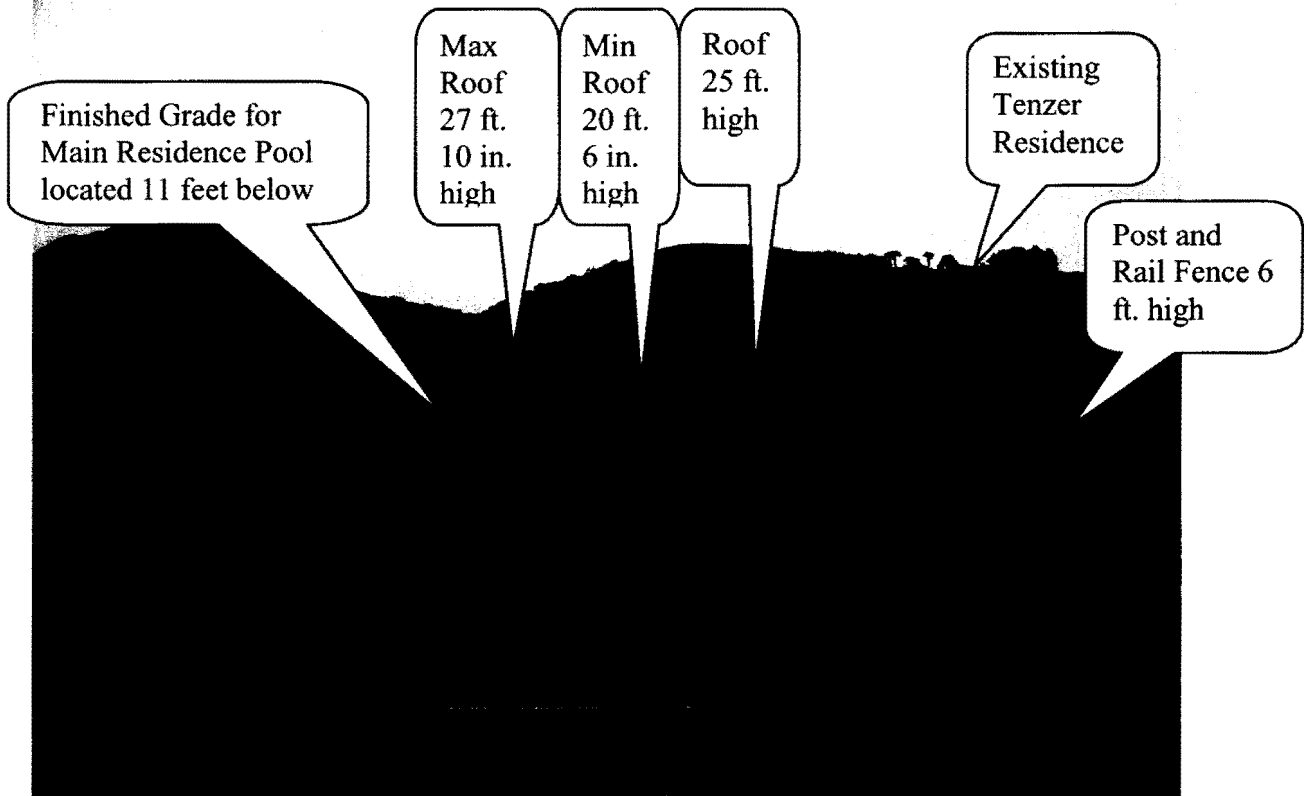 Finished Grade for
Main Residence Pool
located 11 feet below
Max
Roof
27 ft.
10 in.
high
Min
Roof
20 ft.
6 in.
high
Roof
25 ft.
high
Existing
Tenzer
Residence
Post and
Rail Fence 6
ft. high